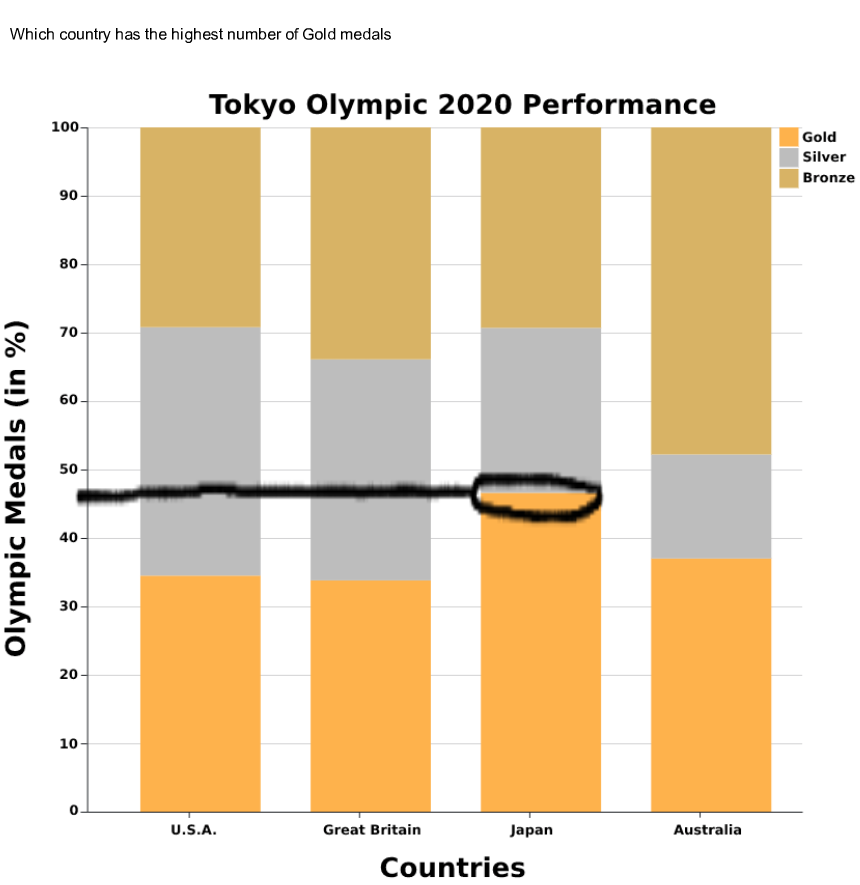 Which country has the highest number of Gold medals
Tokyo Olympic 2020 Performance
Gold
Silver
Bronze
Olympic Medals (in %)
100
90
80
70
60
50
40
30
20
10
0
U.S.A. Great Britain Japan Australia
Countries